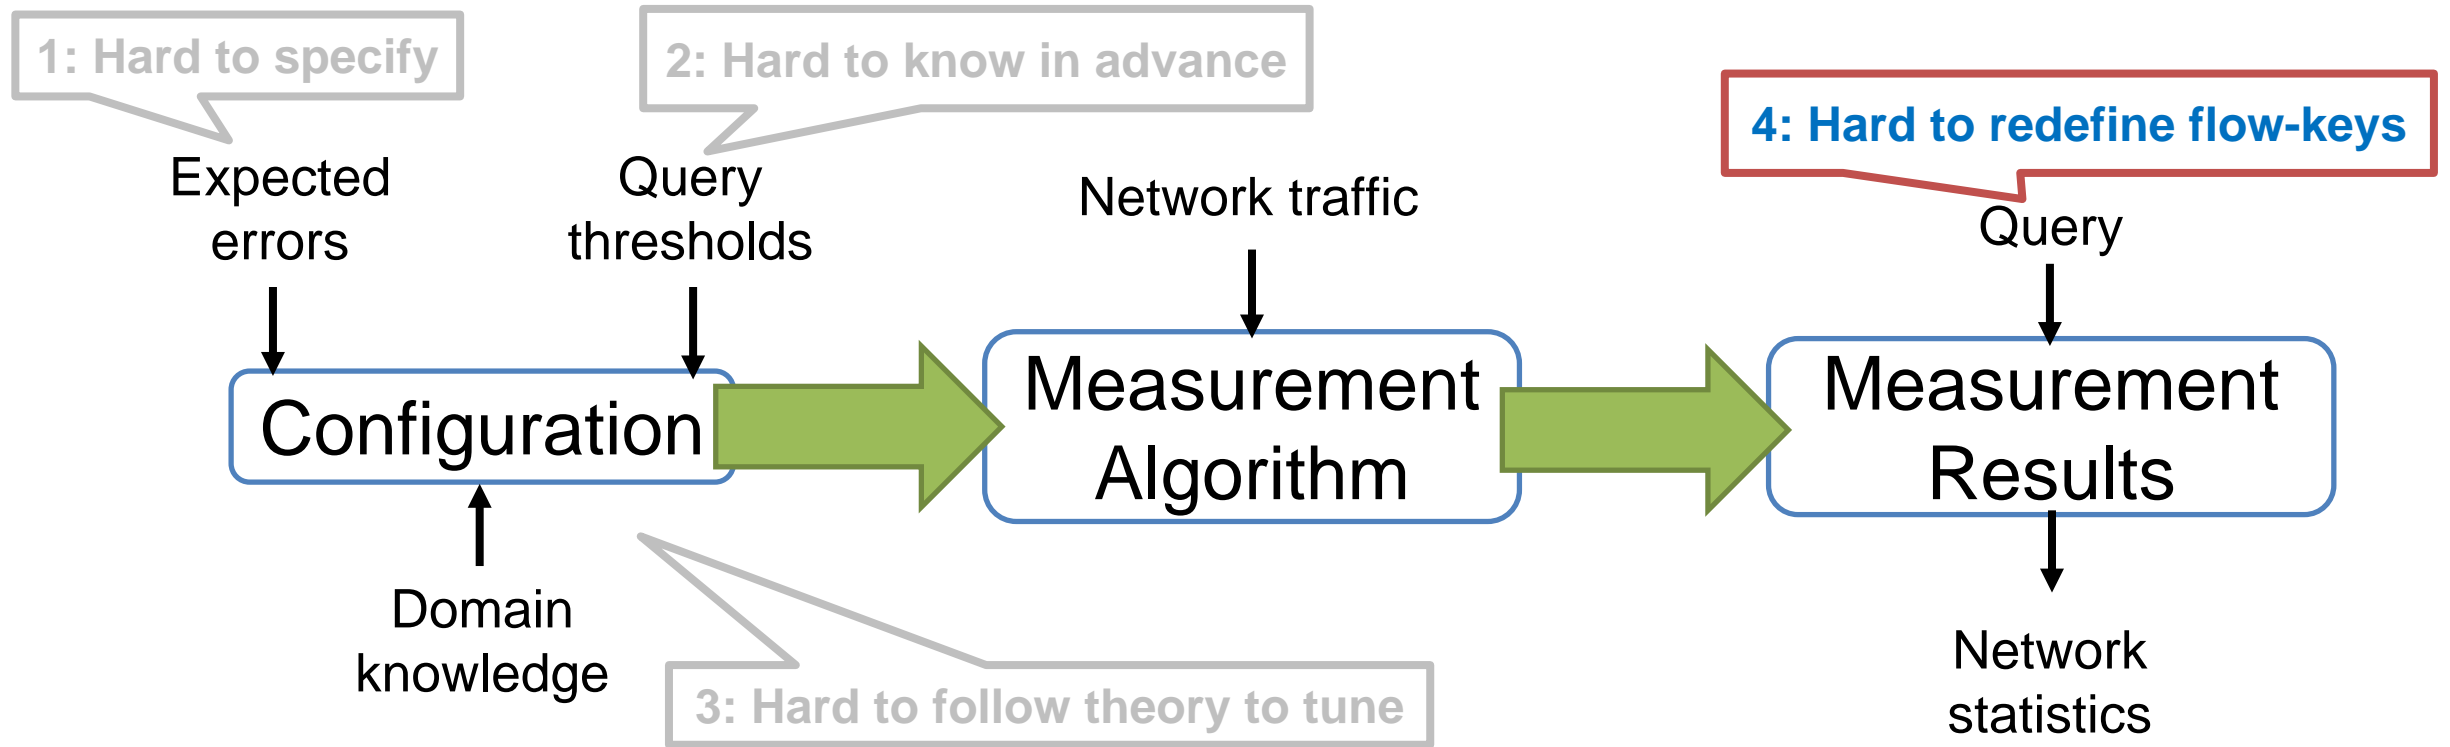 1: Hard to specify
2: Hard to know in advance
4: Hard to redefine flow-keys
Expected
errors
Query
thresholds
Network traffic
Query
Configuration
Measurement
Algorithm
Measurement
Results
Domain
knowledge
3: Hard to follow theory to tune
Network
statistics